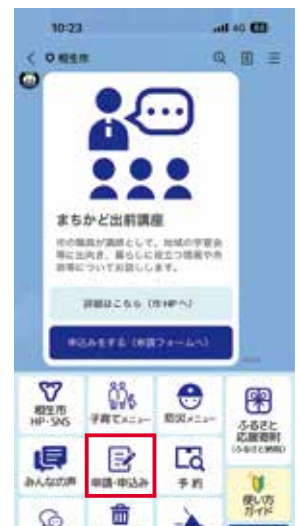 10:23
4G
相生市
まちかど出前講座
市の職員が講師として、地域の学習会
等に出向き、暮らしに役立つ情報や市
政等についてお話しします。
詳細はこちら（市HPへ）
申込みをする（申請フォームへ）
相生市
HP・SNS
子育てメニュー
防災メニュー
ふるさと
応援寄附
(ふるさと納税)
みんなの声
申請・申込み
予約
使い方
ガイド